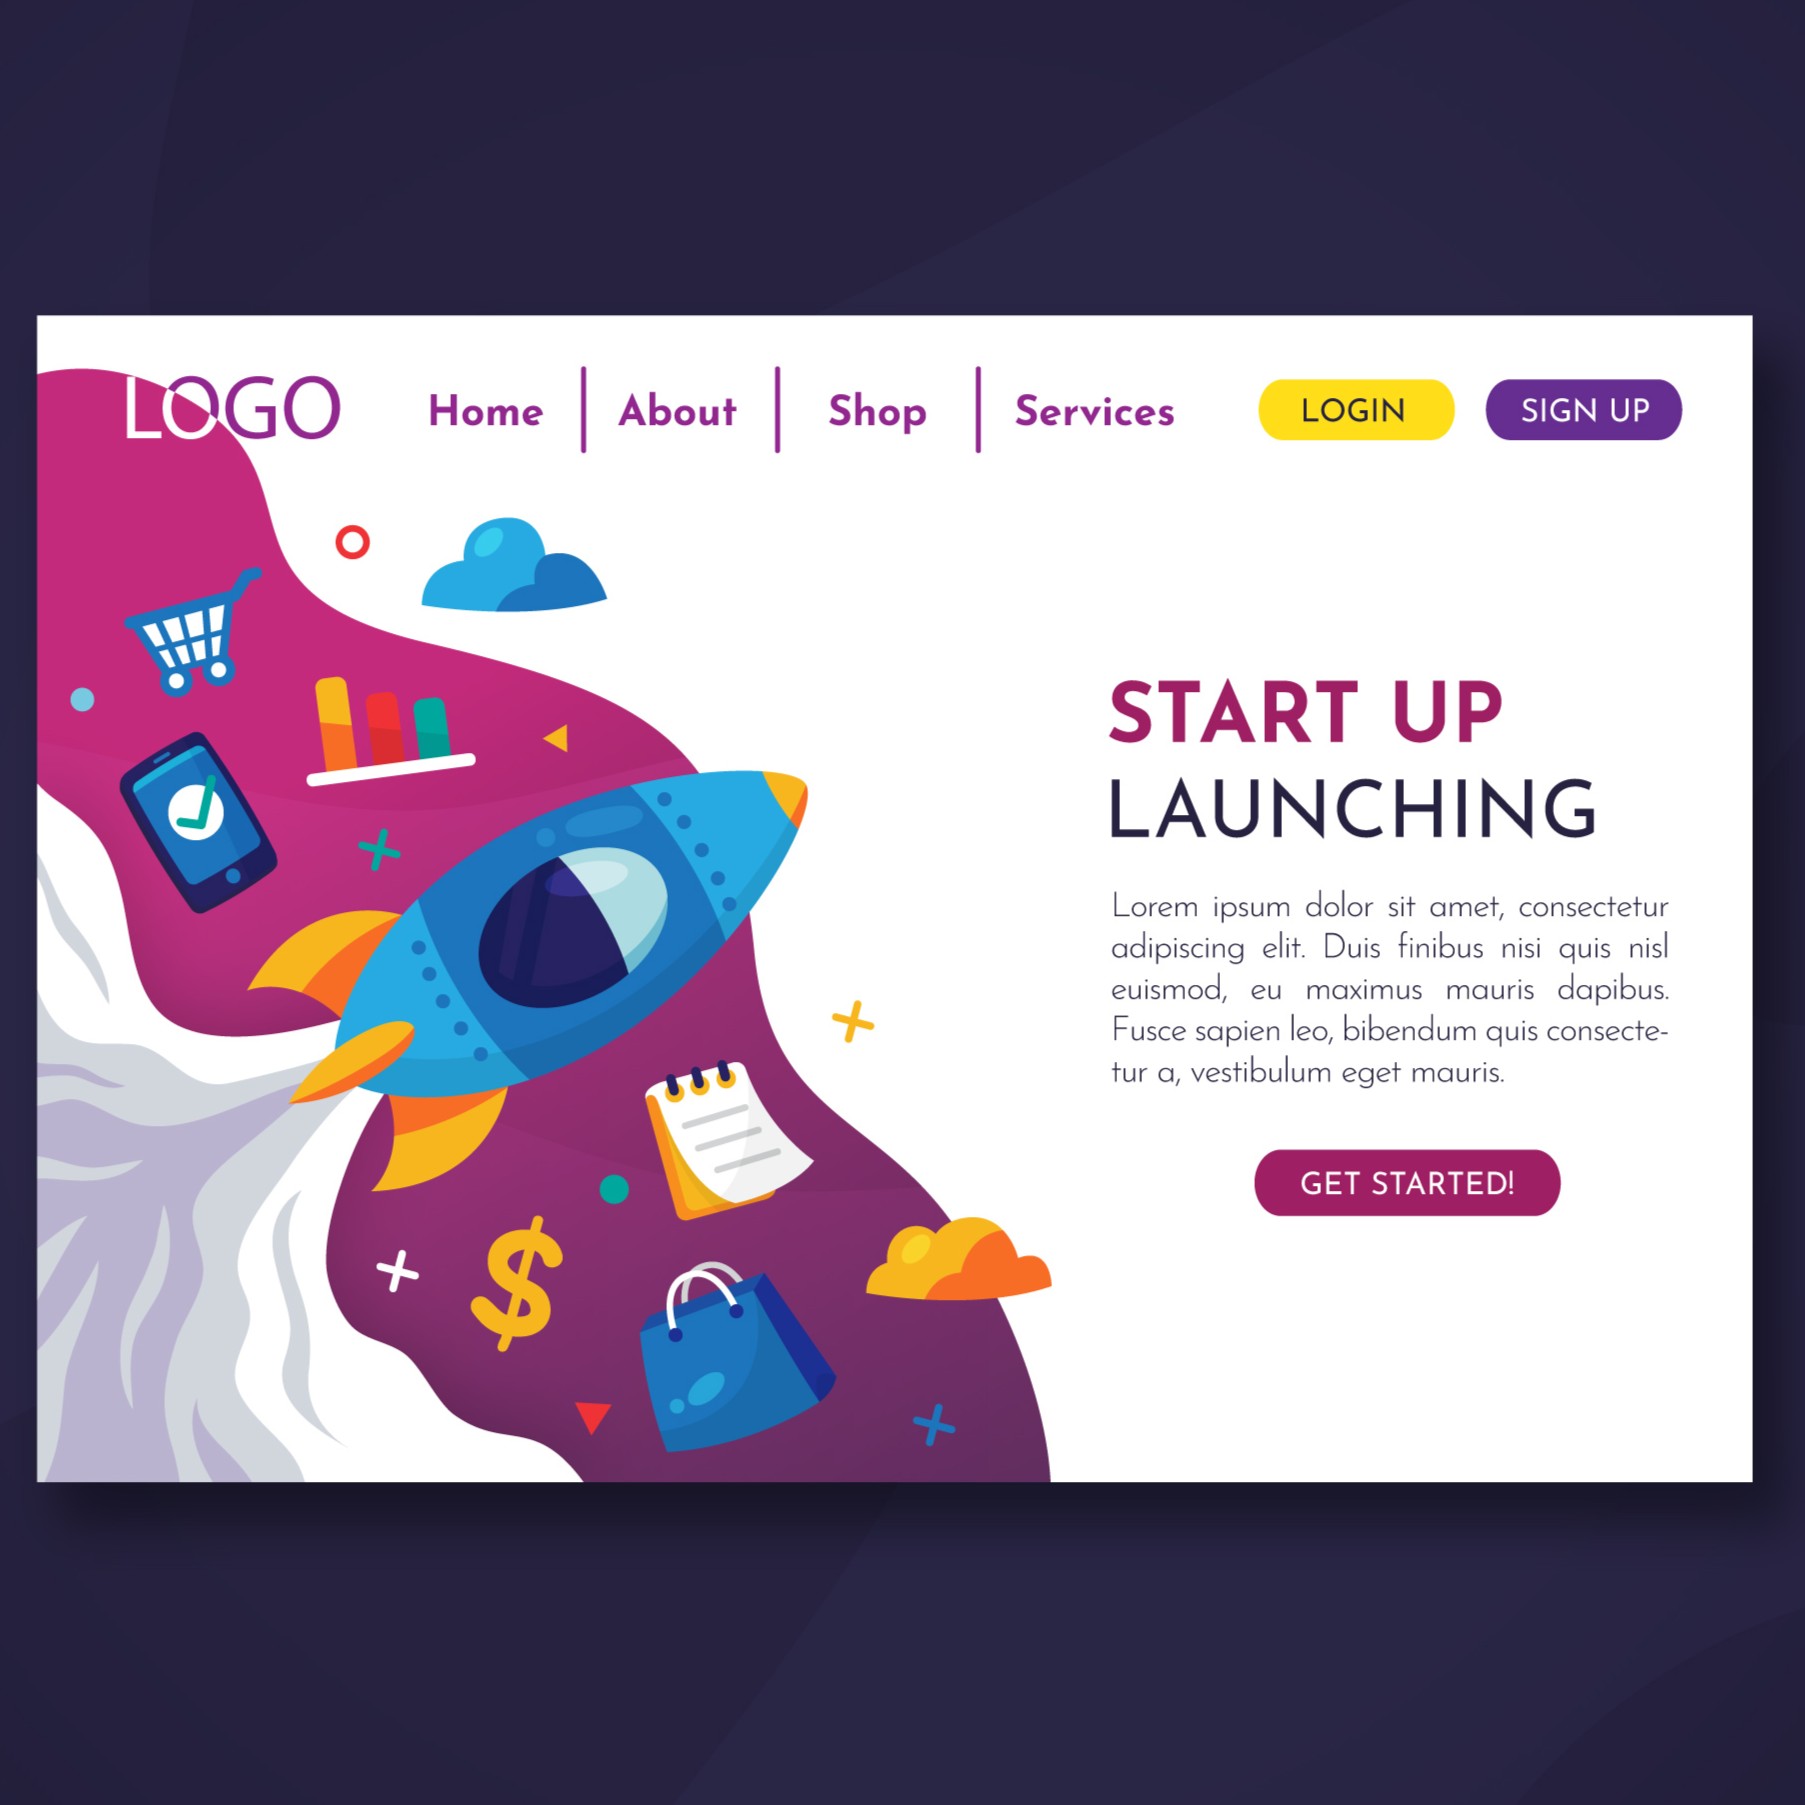 LOGO
Home
About
Shop
Services
LOGIN
SIGN UP
START UP
LAUNCHING
Lorem ipsum dolor sit amet, consectetur
adipiscing elit. Duis finibus nisi quis nisl
euismod, eu maximus mauris dapibus.
Fusce sapien leo, bibendum quis consecte-
tur a, vestibulum eget mauris.
GET STARTED!
$